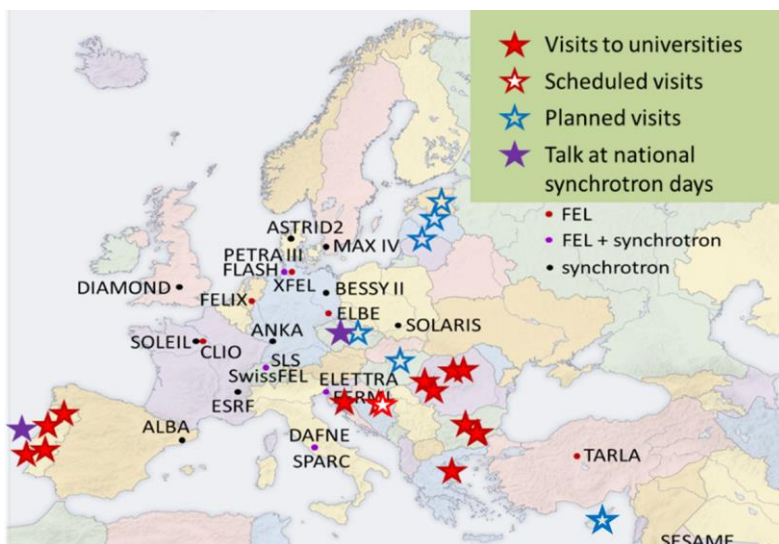 Visits to universities
Scheduled visits
Planned visits
Talk at national
synchrotron days
FEL
FEL + synchrotron
synchrotron
ASTRID2
MAX IV
PETRA III
FLASH
XFEL
DIAMOND
FELIX
BESSY II
ELBE
SOLARIS
SOLEIL
CLIO
ANKA
SLS
SwissFEL
ELETTRA
FERMI
ESRF
ALBA
DAFNE
SPARC
TARLA
SESAME